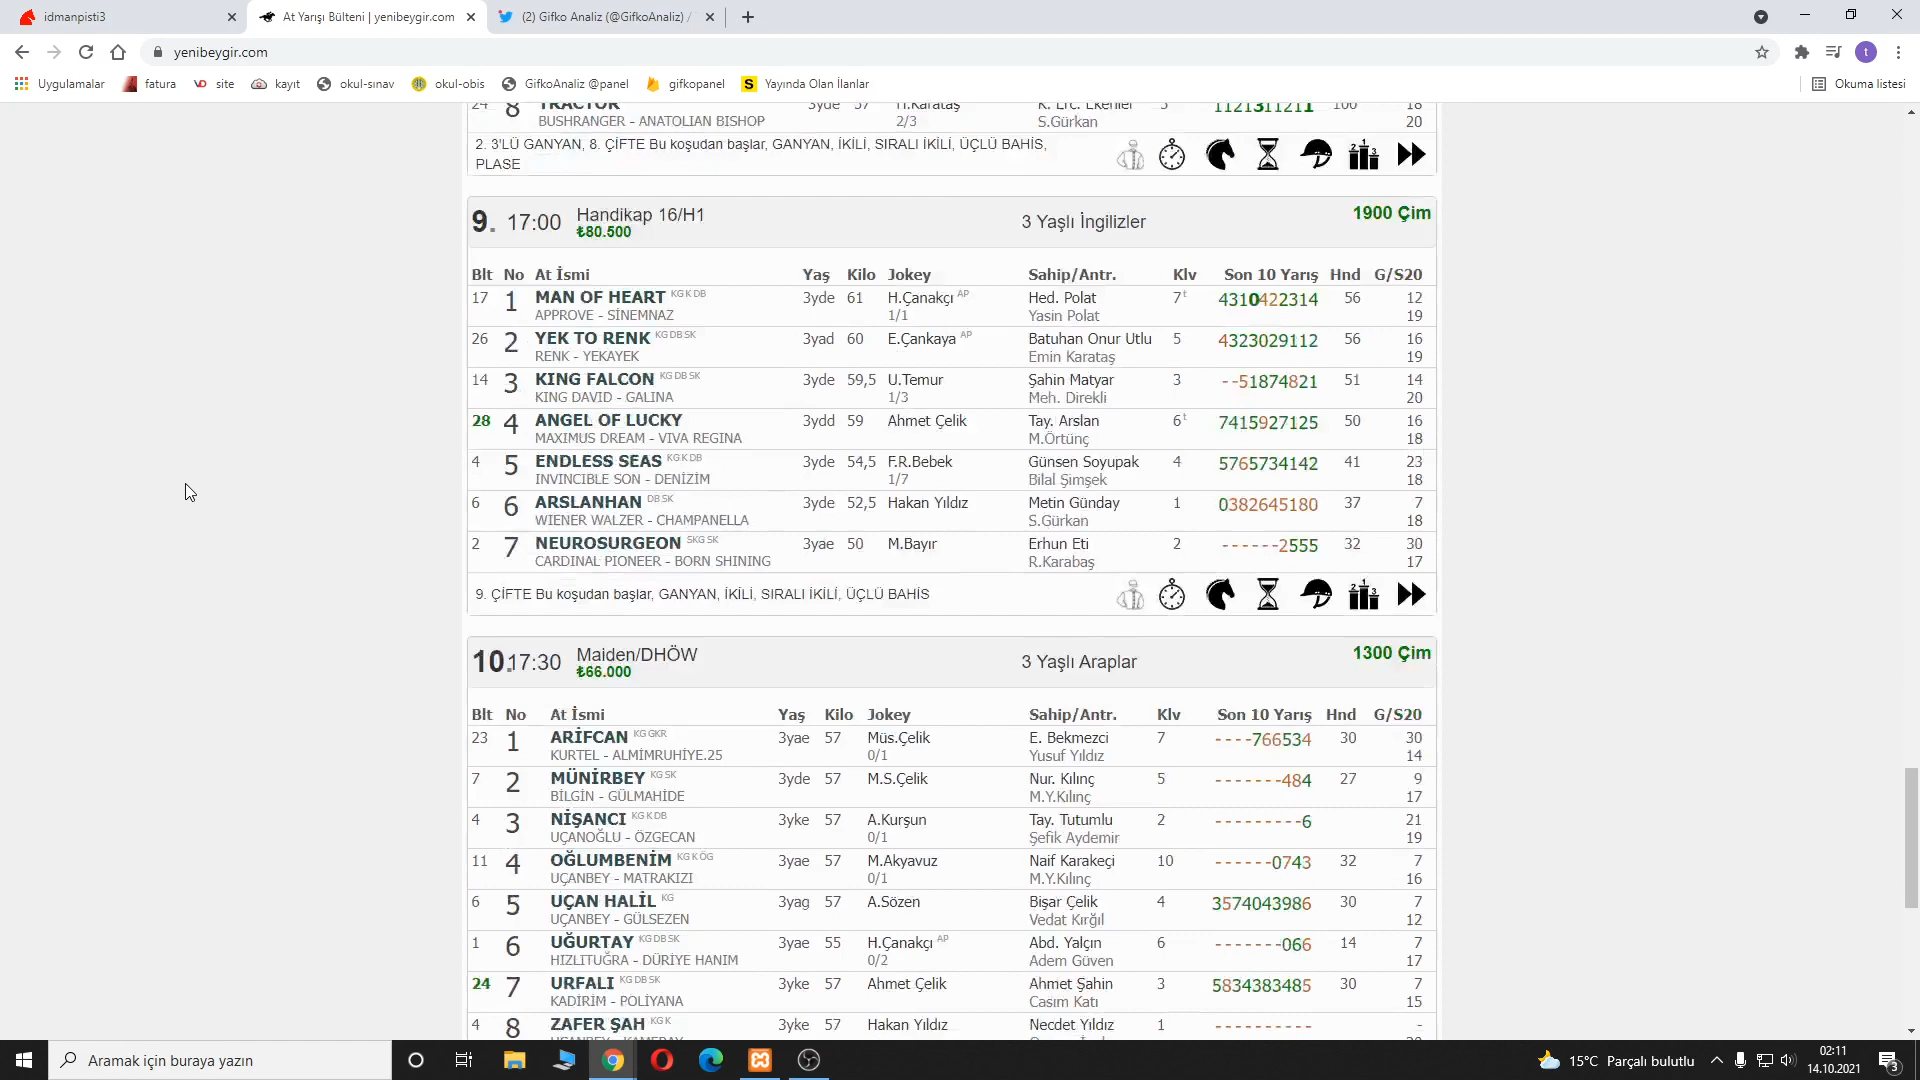 idmanpisti3
At Yarışı Bülteni | yenibeygir.com
(2) Gifko Analiz (@GifkoAnaliz) /
yenibeygir.com
t
Uygulamalar
fatura
site
kayıt
okul-sınav
okul-obis
GifkoAnaliz @panel
gifkopanel
Yayında Olan İlanlar
Okuma listesi
24 8 TRACTOR 3yde 57 H.Karataş K. Erc. Ekenler 5 1121311211 100 18
BUSHRANGER - ANATOLIAN BISHOP 2/3 S.Gürkan 20
2. 3'LÜ GANYAN, 8. ÇİFTE Bu koşudan başlar, GANYAN, İKİLİ, SIRALI İKİLİ, ÜÇLÜ BAHİS,
PLASE
9. 17:00 Handikap 16/H1 3 Yaşlı İngilizler 1900 Çim
₺80.500
Blt No At İsmi Yaş Kilo Jokey Sahip/Antr. Klv Son 10 Yarış Hnd G/S20
17 1 MAN OF HEART KG K DB 3yde 61 H.Çanakçı AP Hed. Polat 7 t 4310422314 56 12
APPROVE - SİNEMNAZ 1/1 Yasin Polat 19
26 2 YEK TO RENK KG DB SK 3yad 60 E.Çankaya AP Batuhan Onur Utlu 5 4323029112 56 16
RENK - YEKAYEK Emin Karataş 19
14 3 KING FALCON KG DB SK 3yde 59,5 U.Temur Şahin Matyar 3 --51874821 51 14
KING DAVID - GALINA 1/3 Meh. Direkli 20
28 4 ANGEL OF LUCKY 3ydd 59 Ahmet Çelik Tay. Arslan 6 t 7415927125 50 16
MAXIMUS DREAM - VIVA REGINA M.Örtünç 18
4 5 ENDLESS SEAS KG K DB 3yde 54,5 F.R.Bebek Günsen Soyupak 4 5765734142 41 23
INVINCIBLE SON - DENİZİM 1/7 Bilal Şimşek 18
6 6 ARSLANHAN DB SK 3yde 52,5 Hakan Yıldız Metin Günday 1 0382645180 37 7
WIENER WALZER - CHAMPANELLA S.Gürkan 18
2 7 NEUROSURGEON SKG SK 3yae 50 M.Bayır Erhun Eti 2 ------2555 32 30
CARDINAL PIONEER - BORN SHINING R.Karabaş 17
9. ÇİFTE Bu koşudan başlar, GANYAN, İKİLİ, SIRALI İKİLİ, ÜÇLÜ BAHİS
10. 17:30 Maiden/DHÖW 3 Yaşlı Araplar 1300 Çim
₺66.000
Blt No At İsmi Yaş Kilo Jokey Sahip/Antr. Klv Son 10 Yarış Hnd G/S20
23 1 ARİFCAN KG GKR 3yae 57 Müs.Çelik E. Bekmezci 7 ----766534 30 30
KURTEL - ALMİMRUHİYE.25 0/1 Yusuf Yıldız 14
7 2 MÜNİRBEY KG SK 3yde 57 M.S.Çelik Nur. Kılınç 5 -------484 27 9
BİLGİN - GÜLMAHİDE M.Y.Kılınç 17
4 3 NİŞANCI KG K DB 3yke 57 A.Kurşun Tay. Tutumlu 2 ---------6 21
UÇANOĞLU - ÖZGECAN 0/1 Şefik Aydemir 19
11 4 OĞLUMBENİM KG K ÖG 3yae 57 M.Akyavuz Naif Karakeçi 10 ------0743 32 7
UÇANBEY - MATRAKIZI 0/1 M.Y.Kılınç 16
6 5 UÇAN HALİL KG 3yag 57 A.Sözen Bişar Çelik 4 3574043986 30 7
UÇANBEY - GÜLSEZEN Vedat Kırğıl 12
1 6 UĞURTAY KG DB SK 3yae 55 H.Çanakçı AP Abd. Yalçın 6 -------066 14 7
HIZLITUĞRA - DÜRİYE HANIM 0/2 Adem Güven 17
24 7 URFALI KG DB SK 3yke 57 Ahmet Çelik Ahmet Şahin 3 5834383485 30 7
KADİRİM - POLİYANA Casım Katı 15
4 8 ZAFER ŞAH KG K 3yke 57 Hakan Yıldız Necdet Yıldız 1 ---------- -
Aramak için buraya yazın
15°C Parçalı bulutlu
02:11
14.10.2021
3